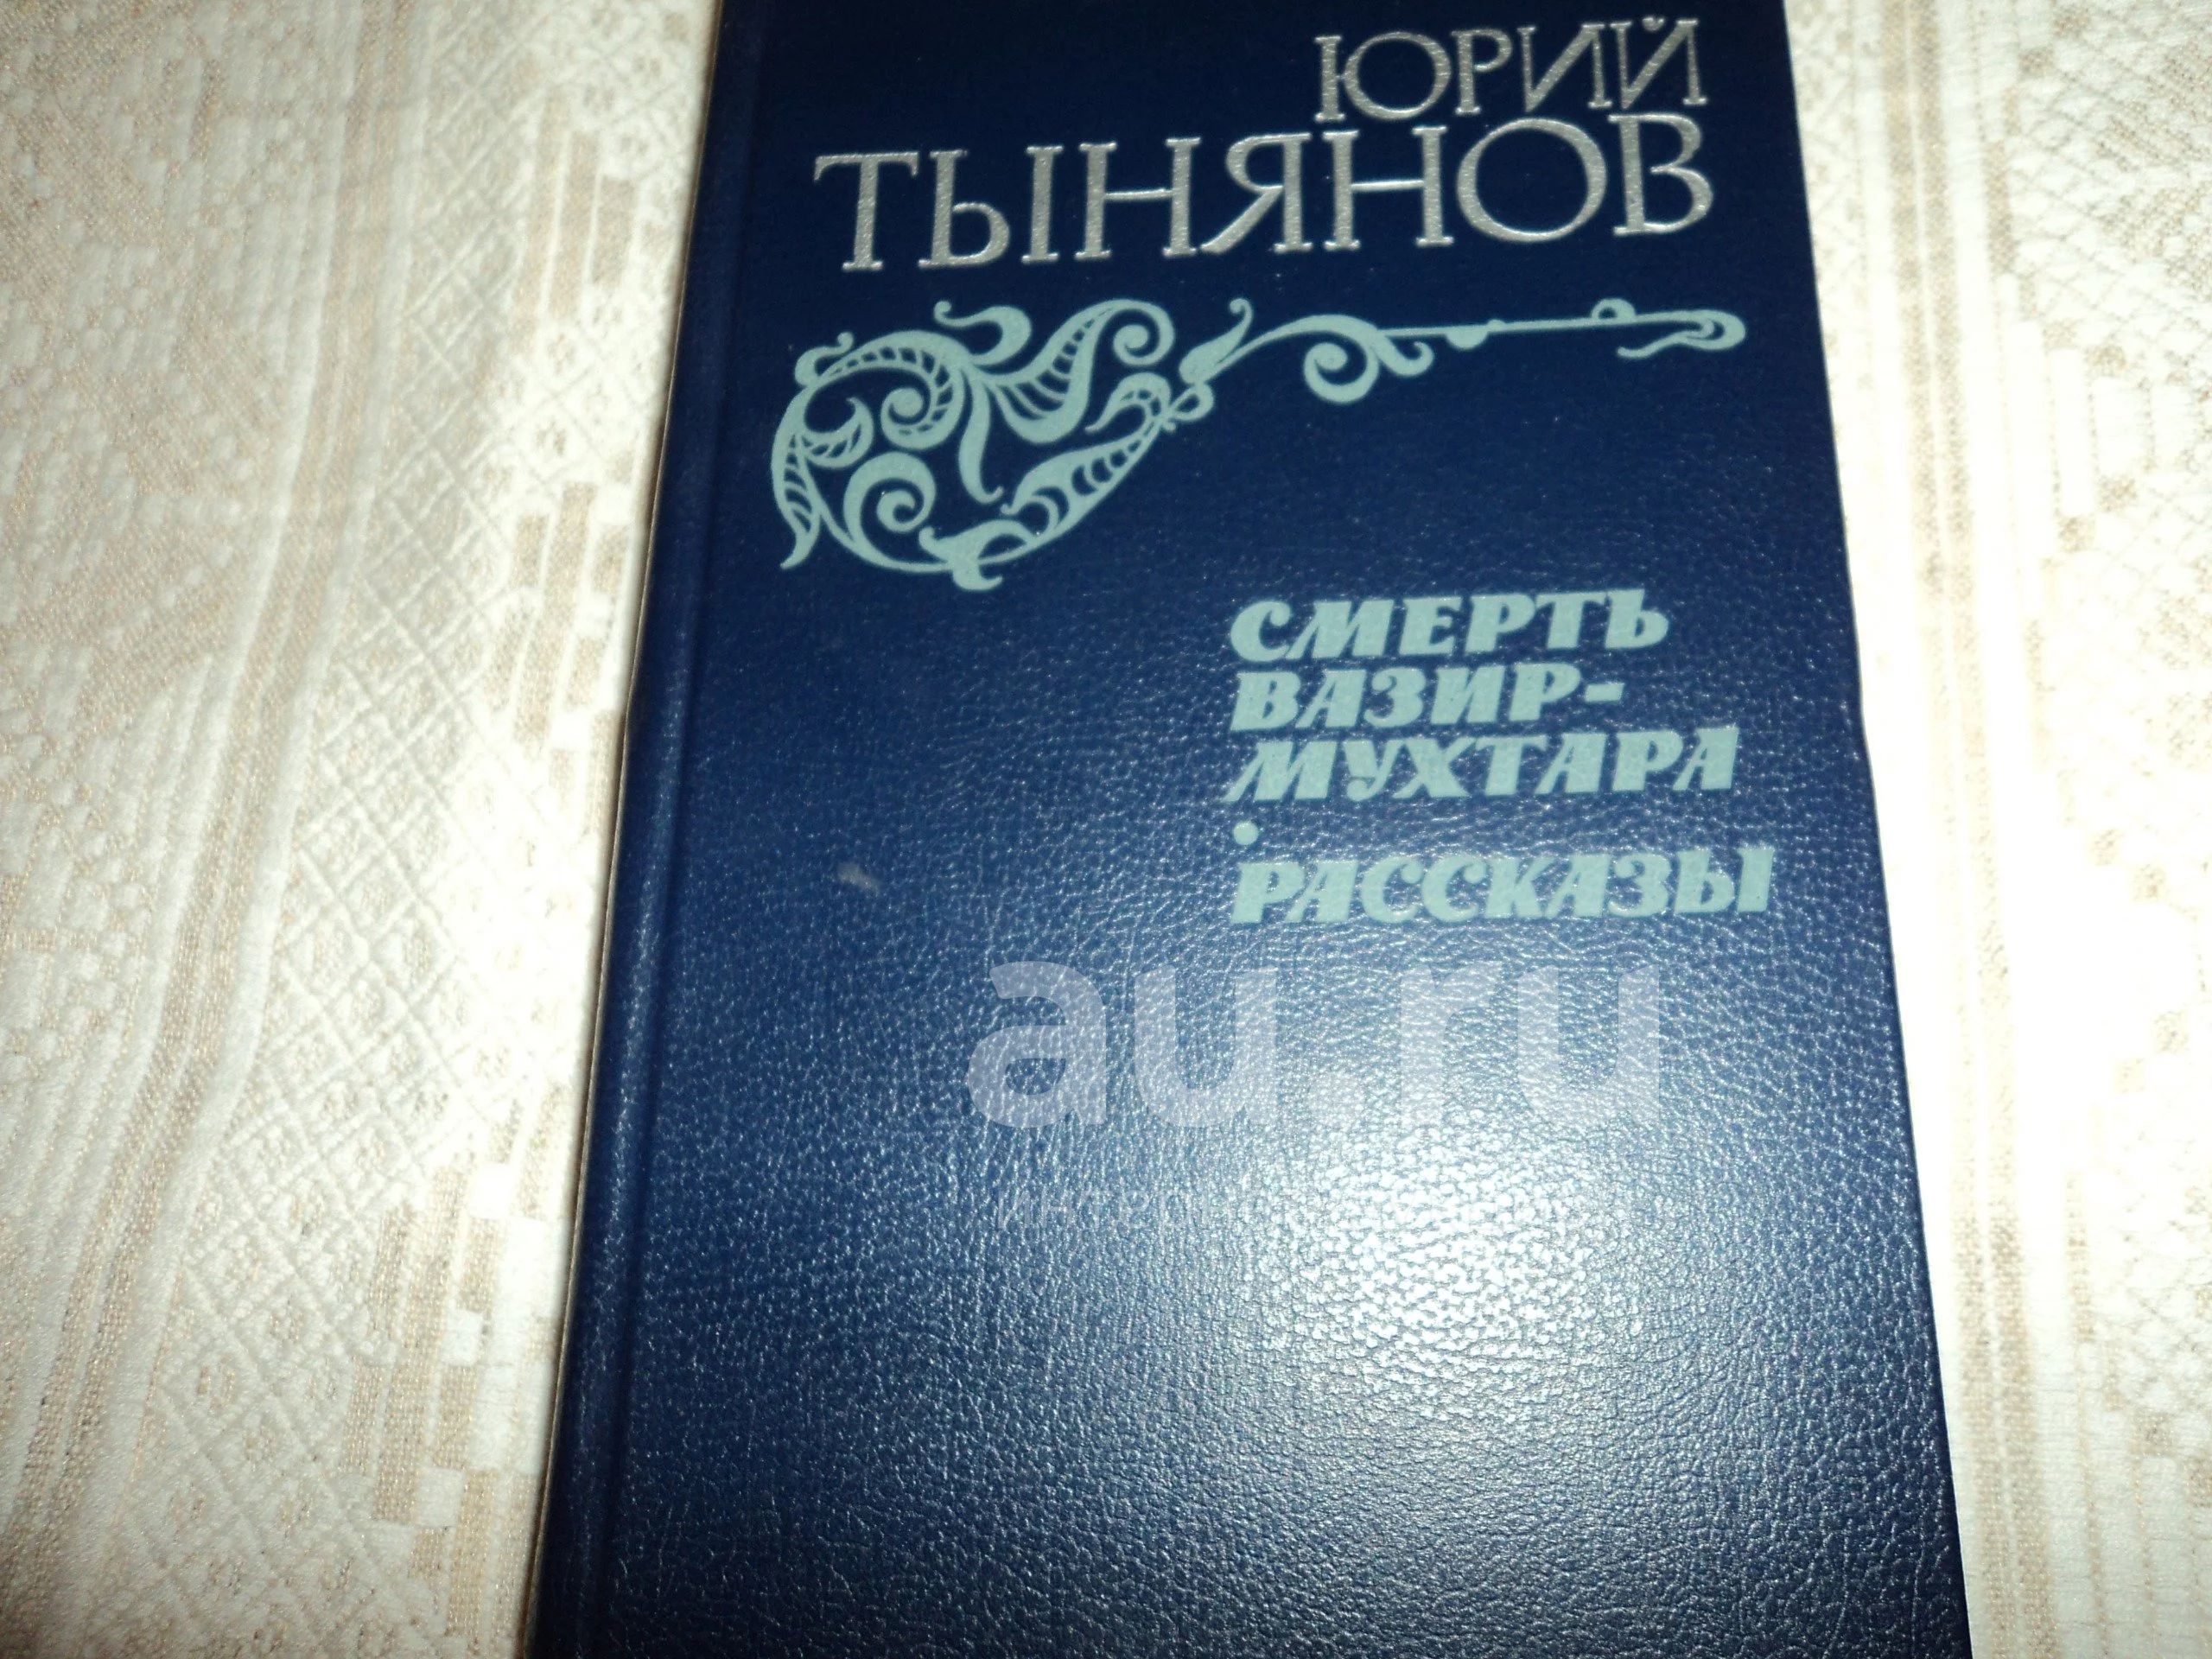 ЮРИЙ
ТЫНЯНОВ
СМЕРТЬ
ВАЗИР-
МУХТАРА
• РАССКАЗЫ
au.ru